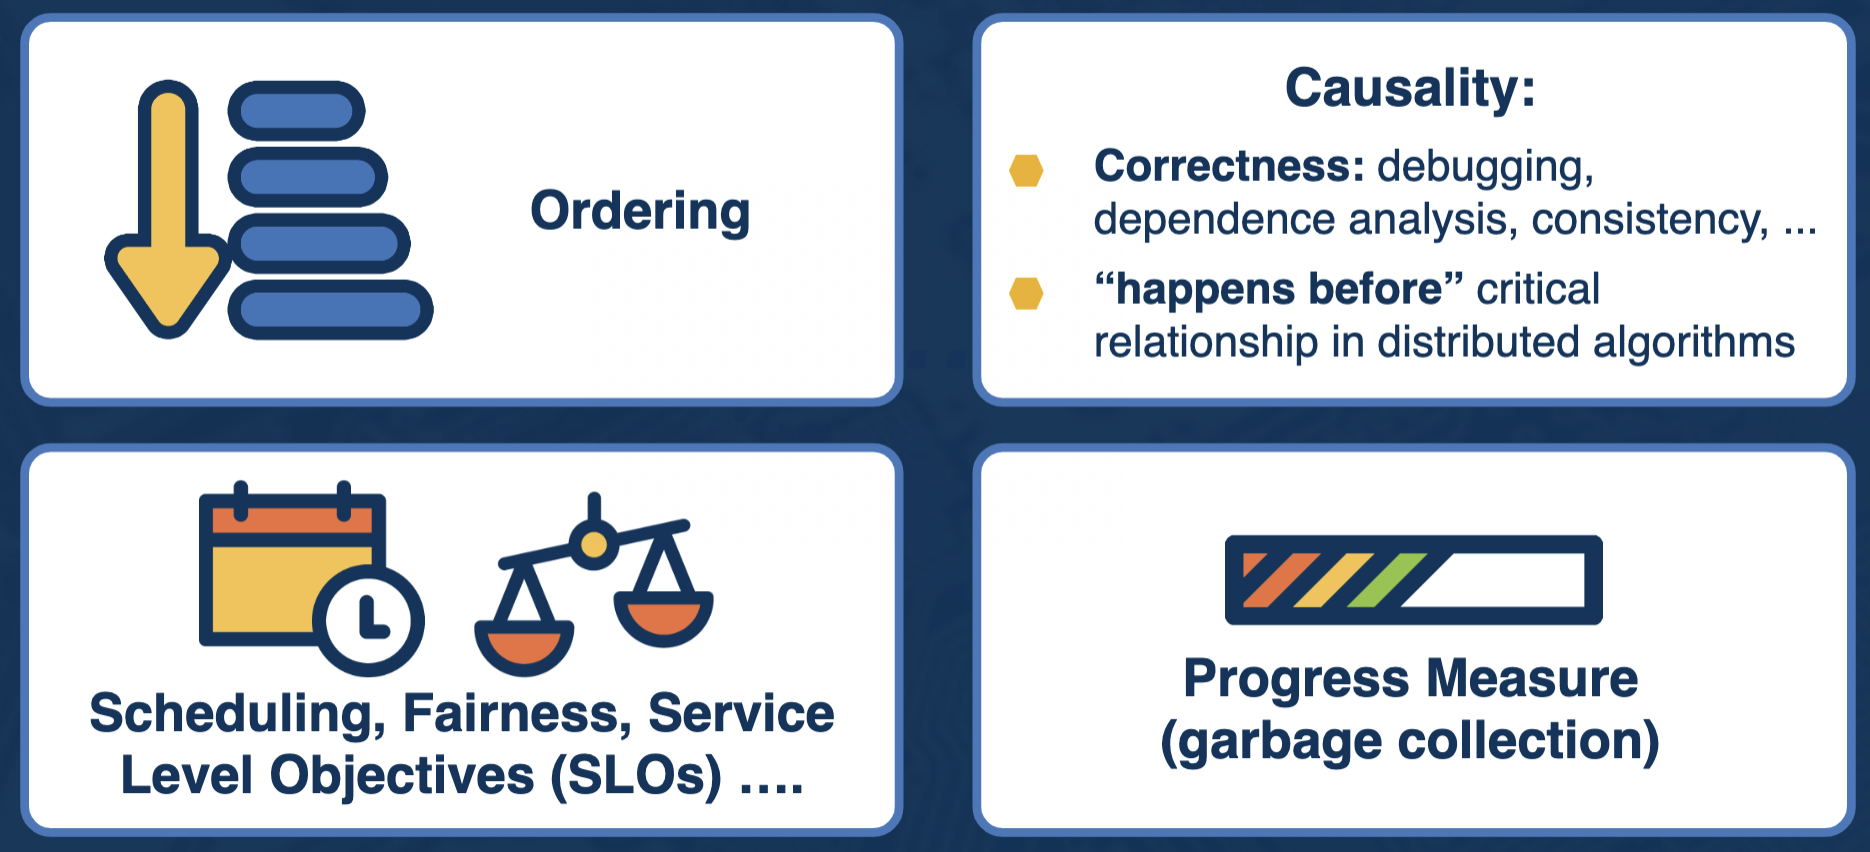 Ordering
Causality:
Correctness: debugging,
dependence analysis, consistency, ...
“happens before” critical
relationship in distributed algorithms
Scheduling, Fairness, Service
Level Objectives (SLOs) ....
Progress Measure
(garbage collection)